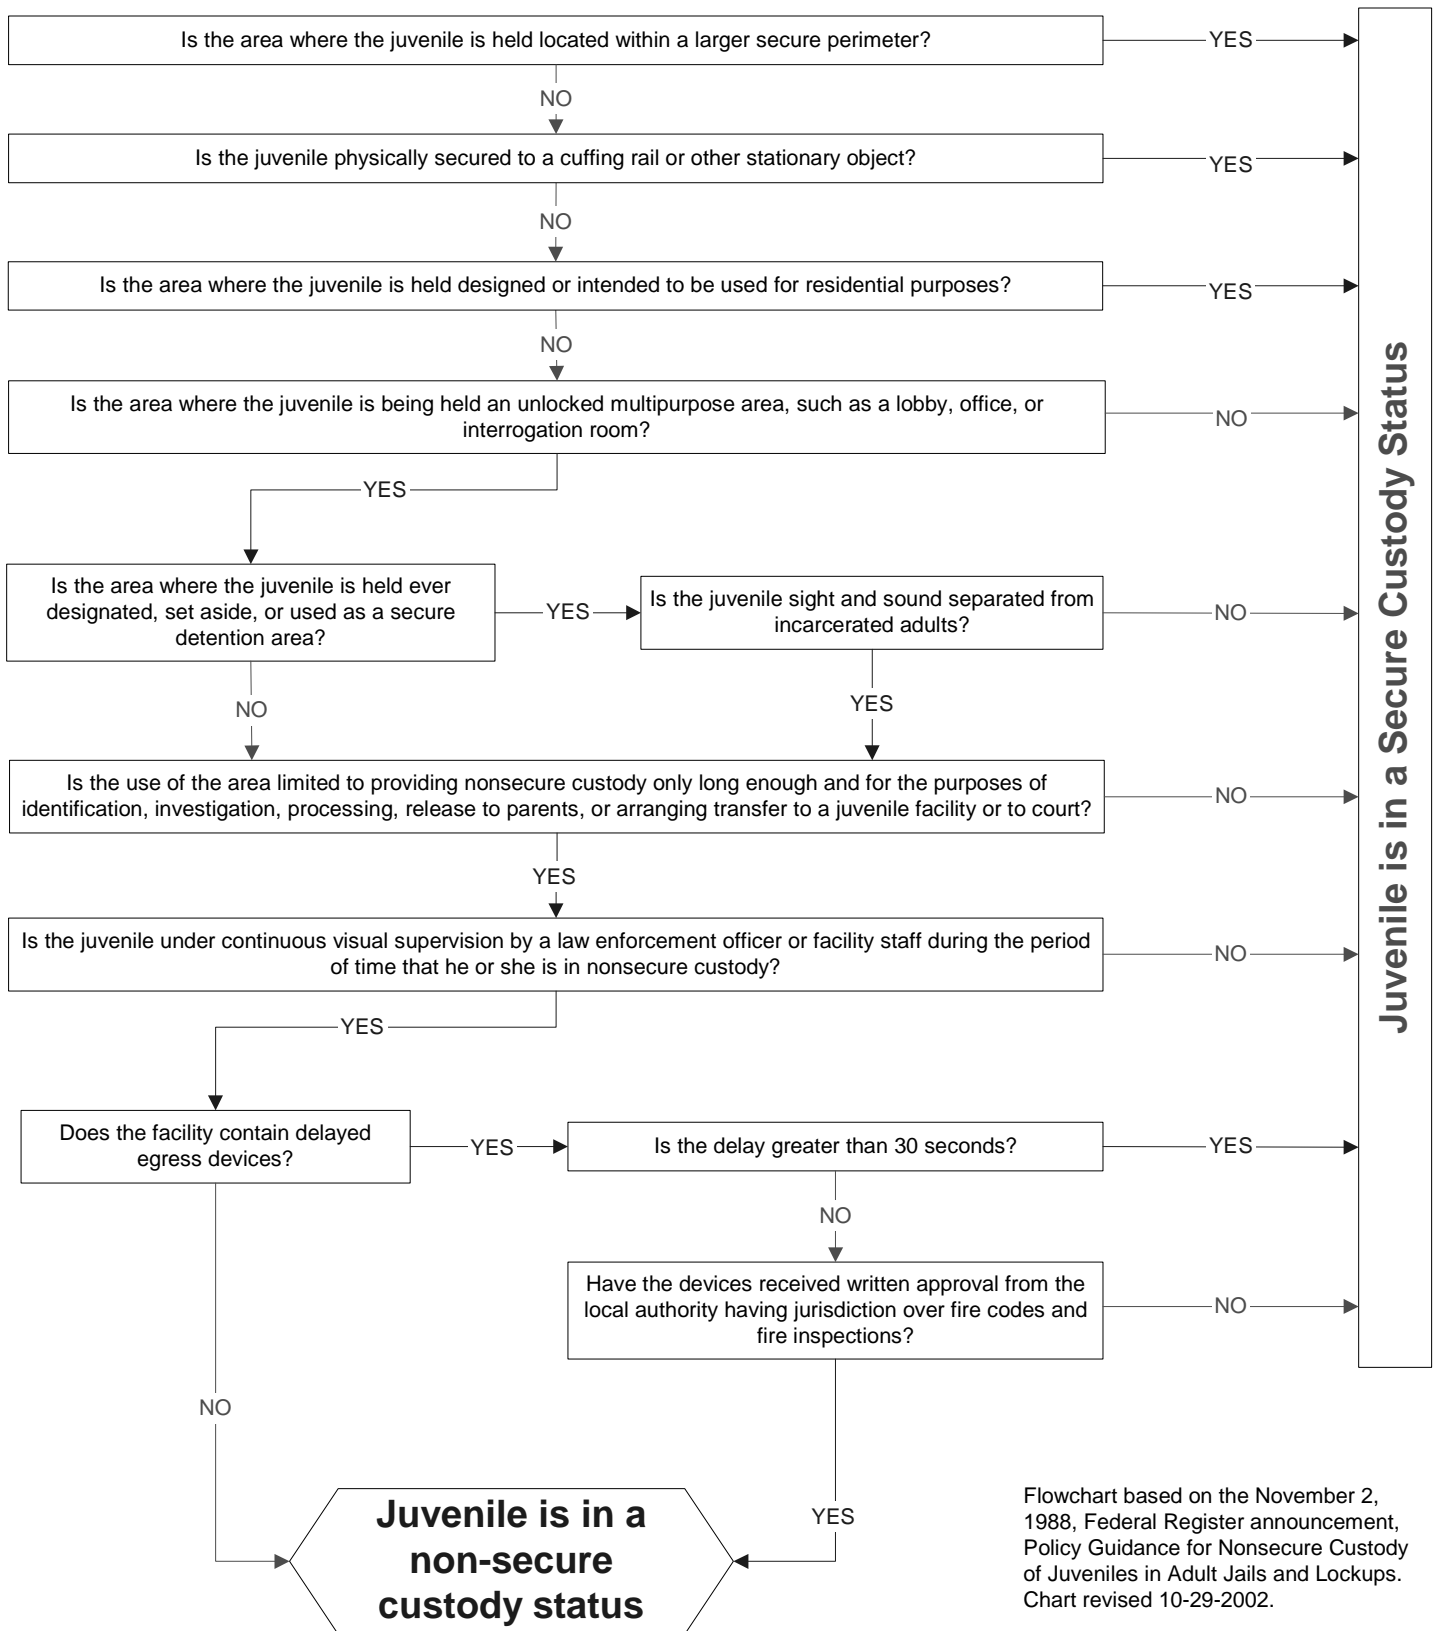 Is the area where the juvenile is held located within a larger secure perimeter?
YES
NO
Is the juvenile physically secured to a cuffing rail or other stationary object?
YES
NO
Is the area where the juvenile is held designed or intended to be used for residential purposes?
YES
NO
Is the area where the juvenile is being held an unlocked multipurpose area, such as a lobby, office, or
interrogation room?
NO
YES
Is the area where the juvenile is held ever
designated, set aside, or used as a secure
detention area?
YES
Is the juvenile sight and sound separated from
incarcerated adults?
NO
NO
YES
Is the use of the area limited to providing nonsecure custody only long enough and for the purposes of
identification, investigation, processing, release to parents, or arranging transfer to a juvenile facility or to court?
NO
YES
Is the juvenile under continuous visual supervision by a law enforcement officer or facility staff during the period
of time that he or she is in nonsecure custody?
NO
YES
Does the facility contain delayed
egress devices?
YES
Is the delay greater than 30 seconds?
YES
NO
Have the devices received written approval from the
local authority having jurisdiction over fire codes and
fire inspections?
NO
NO
YES
Juvenile is in a
non-secure
custody status
Juvenile is in a Secure Custody Status
Flowchart based on the November 2,
1988, Federal Register announcement,
Policy Guidance for Nonsecure Custody
of Juveniles in Adult Jails and Lockups.
Chart revised 10-29-2002.